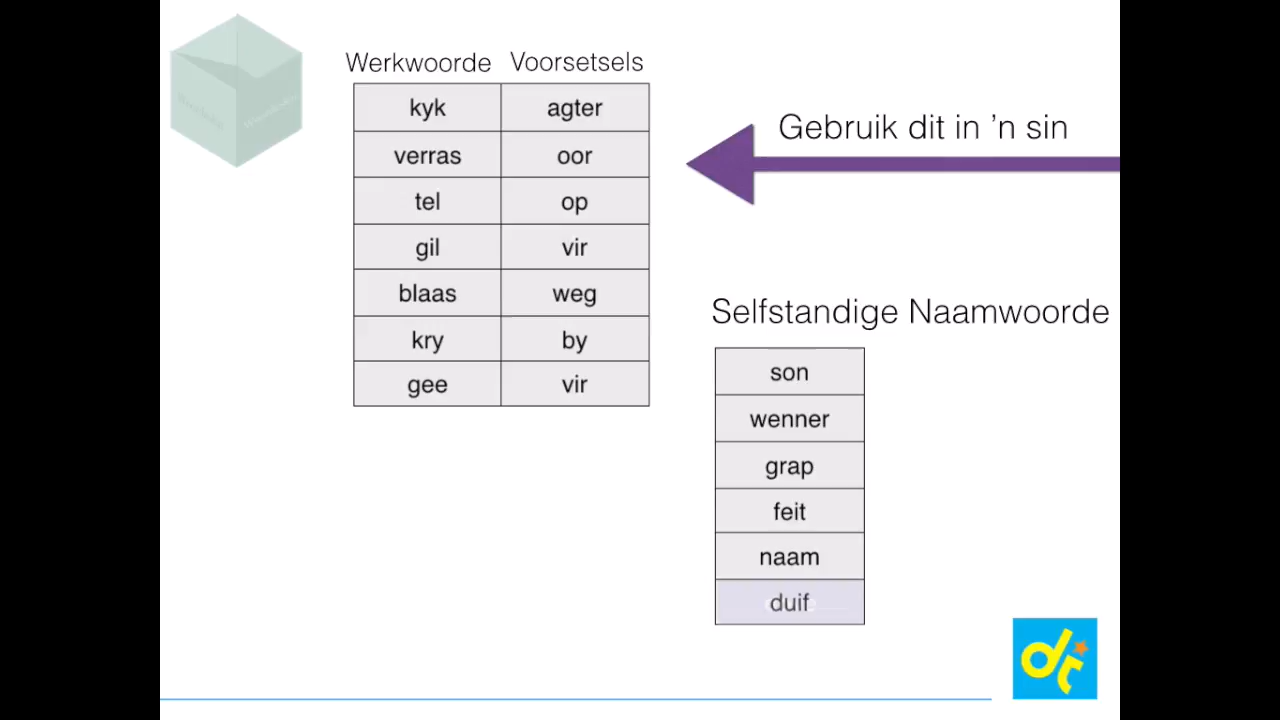 Werkwoorde Voorsetsels
kyk agter
verras oor
tel op
gil vir
blaas weg
kry by
gee vir
Gebruik dit in ’n sin
Selfstandige Naamwoorde
son
wenner
grap
feit
naam
duif